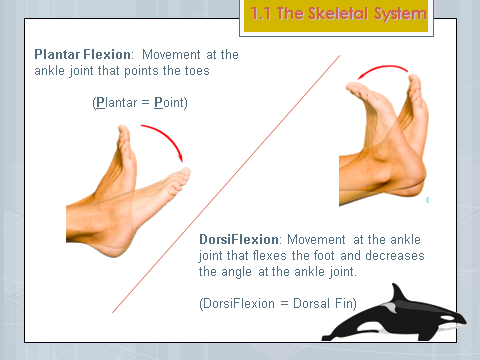 1.1 The Skeletal System
Plantar Flexion: Movement at the
ankle joint that points the toes
(Plantar = Point)
DorsiFlexion: Movement at the ankle
joint that flexes the foot and decreases
the angle at the ankle joint.
(DorsiFlexion = Dorsal Fin)